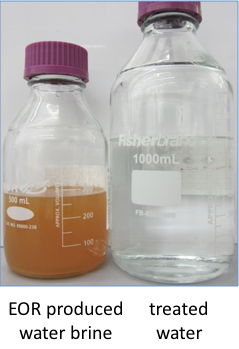 Fisherbrand
1000mL
500 mL
200
100
EOR produced
water brine
treated
water